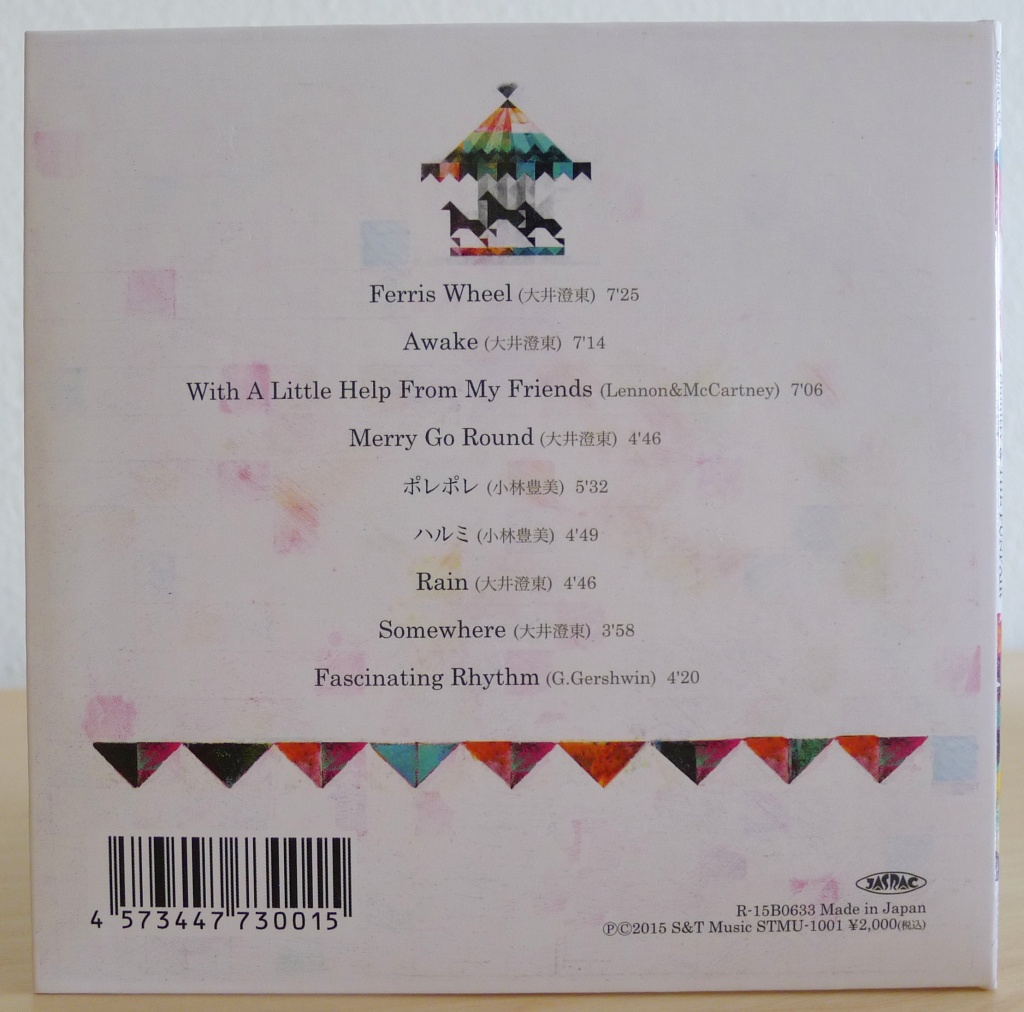 Ferris Wheel (大井澄東) 7'25
Awake (大井澄東) 7'14
With A Little Help From My Friends (Lennon&McCartney) 7'06
Merry Go Round (大井澄東) 4'46
ポレポレ (小林豊美) 5'32
ハルミ (小林豊美) 4'49
Rain (大井澄東) 4'46
Somewhere (大井澄東) 3'58
Fascinating Rhythm (G.Gershwin) 4'20
4 573447 730015
JASRAC
R-15B0633 Made in Japan
ⓅⒸ2015 S&T Music STMU-1001 ¥2,000(税込)